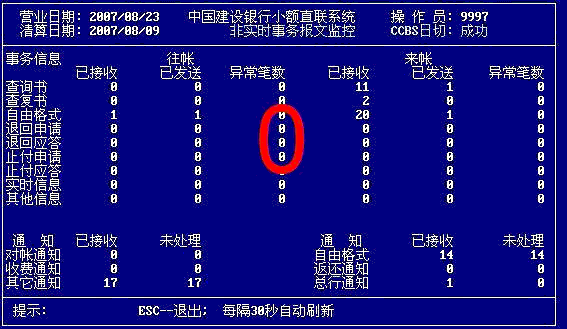 营业日期: 2007/08/23 中国建设银行小额直联系统 操 作 员: 9997
清算日期: 2007/08/09 非实时事务报文监控 CCBS日切: 成功
事务信息 往帐 来帐
已接收 已发送 异常笔数 已接收 已发送 异常笔数
查询书 0 0 0 11 1 0
查复书 0 0 0 2 0 0
自由格式 1 1 0 20 1 0
退回申请 0 0 0 0 0 0
退回应答 0 0 0 0 0 0
止付申请 0 0 0 0 0 0
止付应答 0 0 0 0 0 0
实时信息 0 0 0 0 0 0
其他信息 0 0 0 0 0 0
0
通 知 已接收 未处理 通 知 已接收 未处理
对帐通知 0 0 自由格式 14 14
收费通知 0 0 返还通知 0 0
其它通知 17 17 总行通知 1 0
提示: ESC--退出; 每隔30秒自动刷新